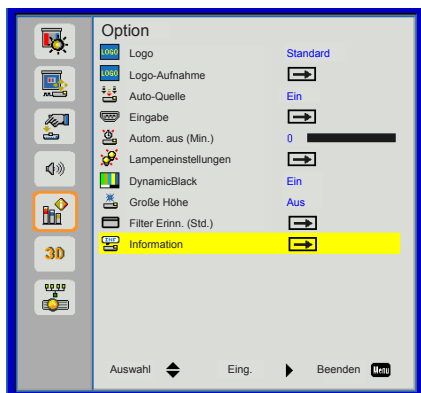 Option
LOGO Logo Standard
LOGO Logo-Aufnahme
Auto-Quelle Ein
Eingabe
Autom. aus (Min.) 0
Lampeneinstellungen
DynamicBlack Ein
Große Höhe Aus
Filter Erinn. (Std.)
Information
3D
Auswahl Eing. Beenden Menu